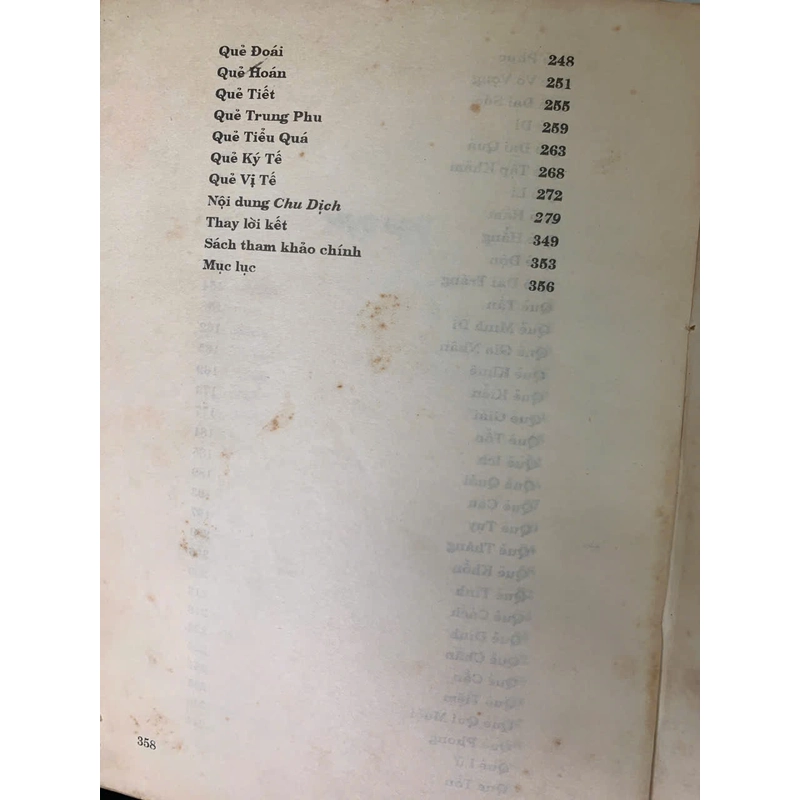 Quẻ Đoái 248
Quẻ Hoán 251
Quẻ Tiết 255
Quẻ Trung Phu 259
Quẻ Tiểu Quá 263
Quẻ Ký Tế 268
Quẻ Vị Tế 272
Nội dung Chu Dịch 279
Thay lời kết 349
Sách tham khảo chính 353
Mục lục 356
358